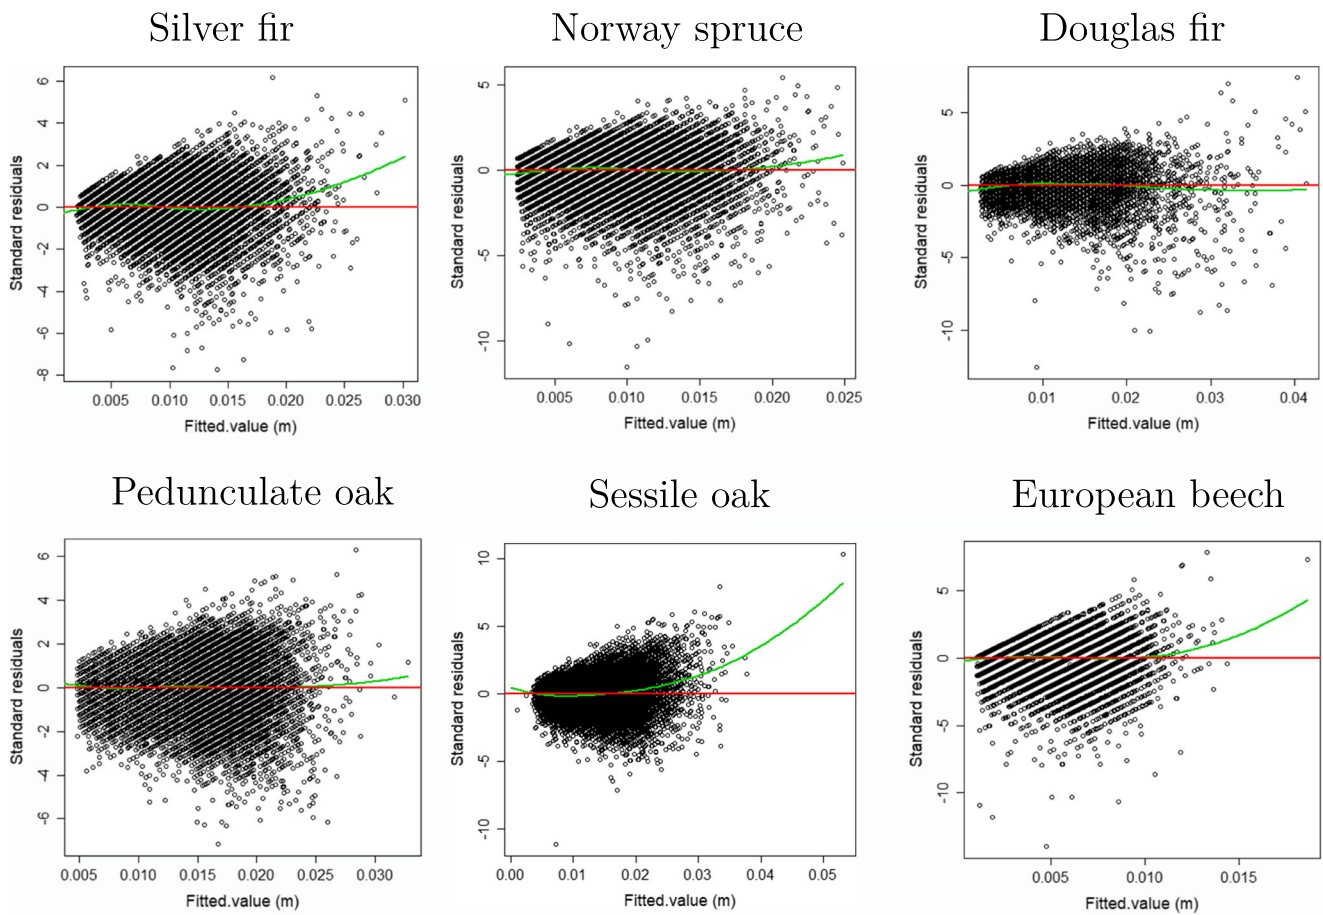 Silver fir
Norway spruce
Douglas fir
Standard residuals
6
4
2
0
-2
-4
-6
-8
0.005 0.010 0.015 0.020 0.025 0.030
Fitted.value (m)
Standard residuals
5
0
-5
-10
0.005 0.010 0.015 0.020 0.025
Fitted.value (m)
Standard residuals
5
0
-5
-10
0.01 0.02 0.03 0.04
Fitted.value (m)
Pedunculate oak
Sessile oak
European beech
Standard residuals
6
4
2
0
-2
-4
-6
0.005 0.010 0.015 0.020 0.025 0.030
Fitted.value (m)
Standard residuals
10
5
0
-5
-10
0.00 0.01 0.02 0.03 0.04 0.05
Fitted.value (m)
Standard residuals
5
0
-5
-10
0.005 0.010 0.015
Fitted.value (m)